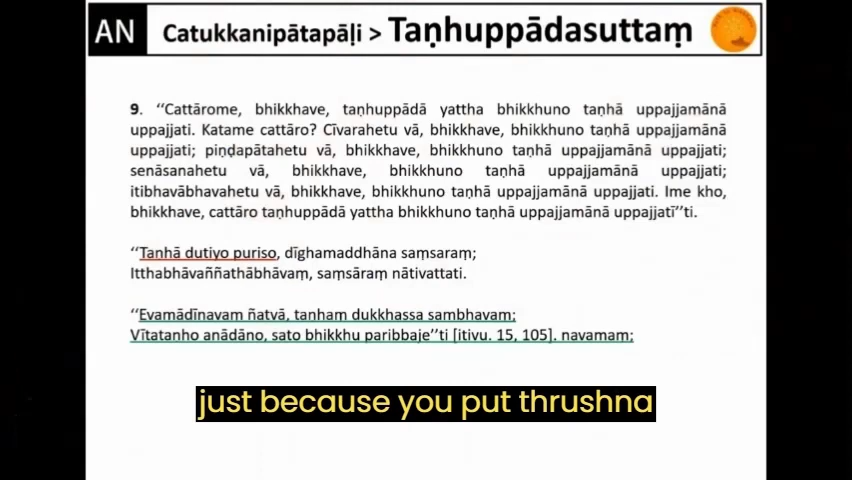 AN Catukkanipātapāḷi > Taṇhuppādasuttaṃ
9. “Cattārome, bhikkhave, taṇhuppādā yattha bhikkhuno taṇhā uppajjamānā
uppajjati. Katame cattāro? Cīvarahetu vā, bhikkhave, bhikkhuno taṇhā uppajjamānā
uppajjati; piṇḍapātahetu vā, bhikkhave, bhikkhuno taṇhā uppajjamānā uppajjati;
senāsanahetu vā, bhikkhave, bhikkhuno taṇhā uppajjamānā uppajjati;
itibhavābhavahetu vā, bhikkhave, bhikkhuno taṇhā uppajjamānā uppajjati. Ime kho,
bhikkhave, cattāro taṇhuppādā yattha bhikkhuno taṇhā uppajjamānā uppajjatī”ti.
“Taṇhā dutiyo puriso, dīghamaddhāna saṃsaraṃ;
Itthabhāvaññathābhāvaṃ, saṃsāraṃ nātivattati.
“Evamādīnavaṃ ñatvā, taṇhaṃ dukkhassa sambhavaṃ;
Vītataṇho anādāno, sato bhikkhu paribbaje”ti [itivu. 15, 105]. navamaṃ;
just because you put thrushna